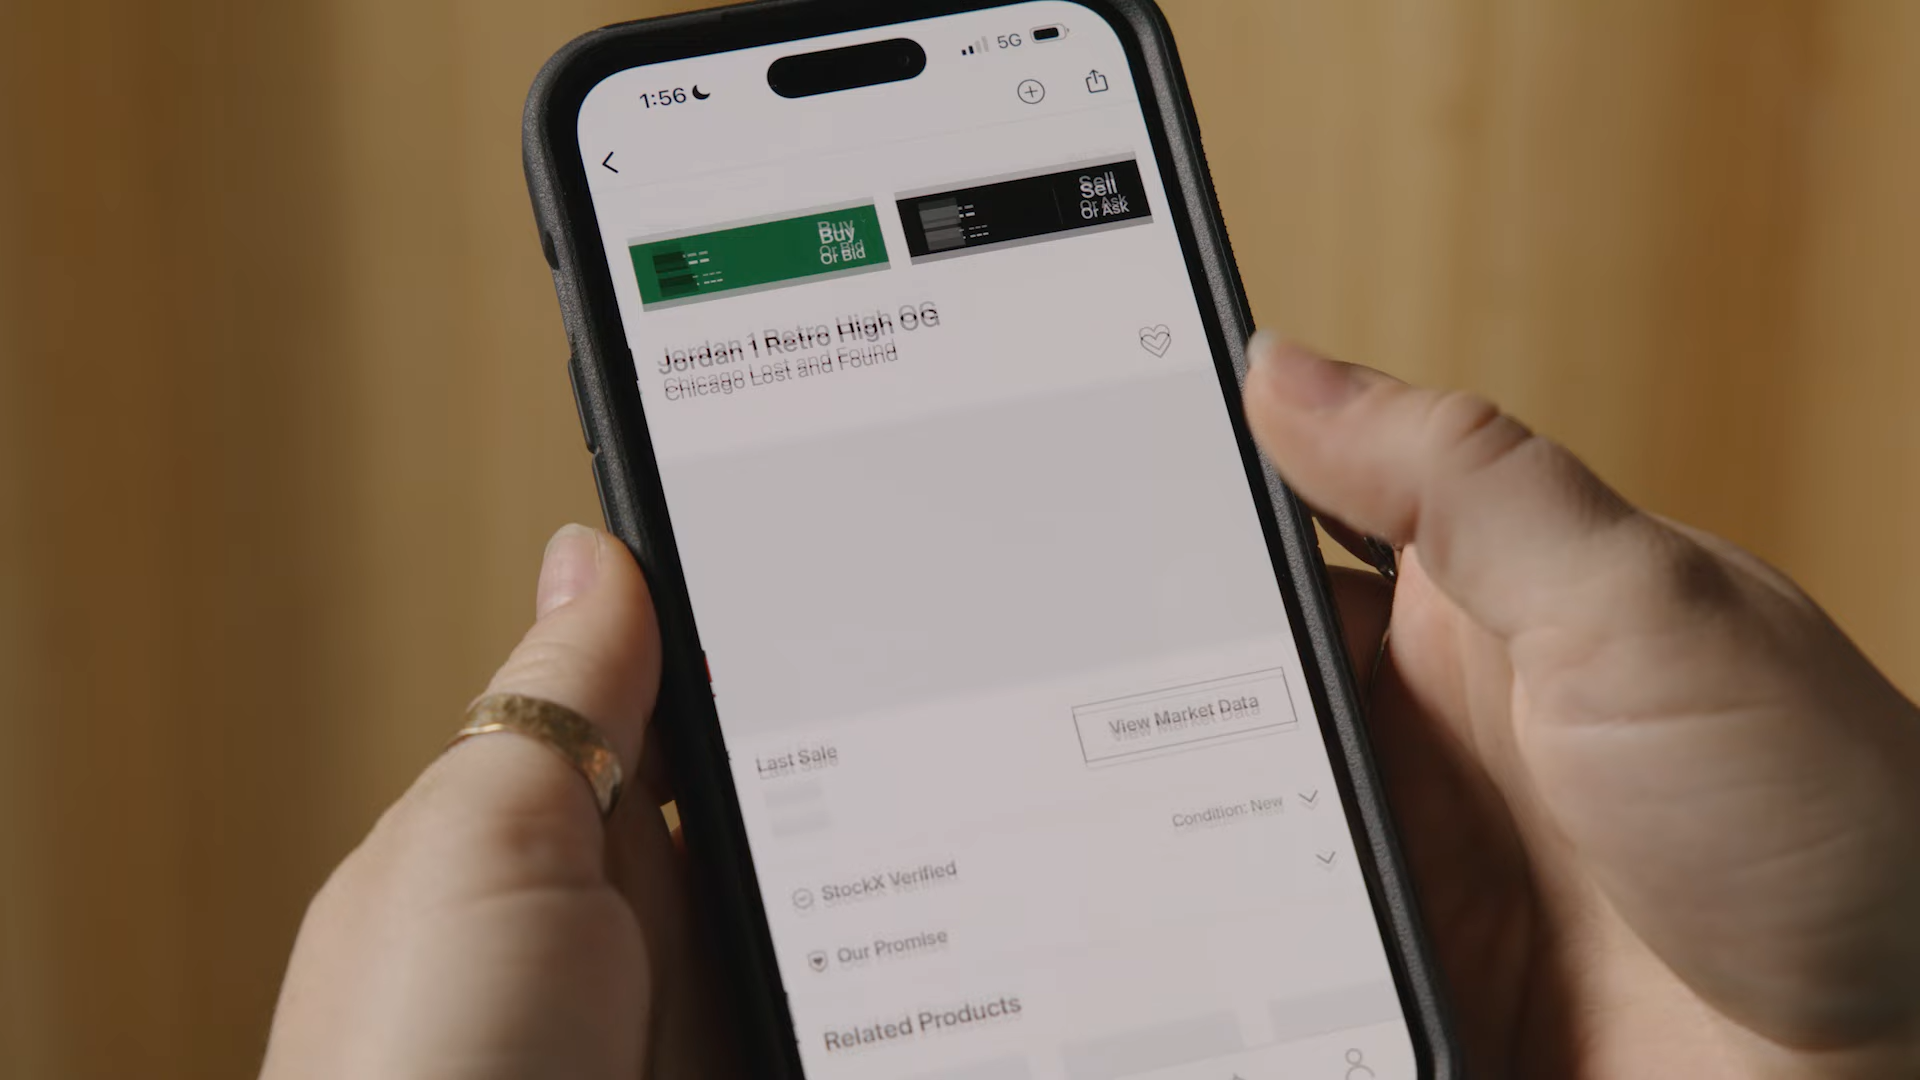 1:56
5G
Buy
Or Bid
Sell
Or Ask
Jordan 1 Retro High OG
Chicago Lost and Found
Last Sale
View Market Data
Condition: New
StockX Verified
Our Promise
Related Products